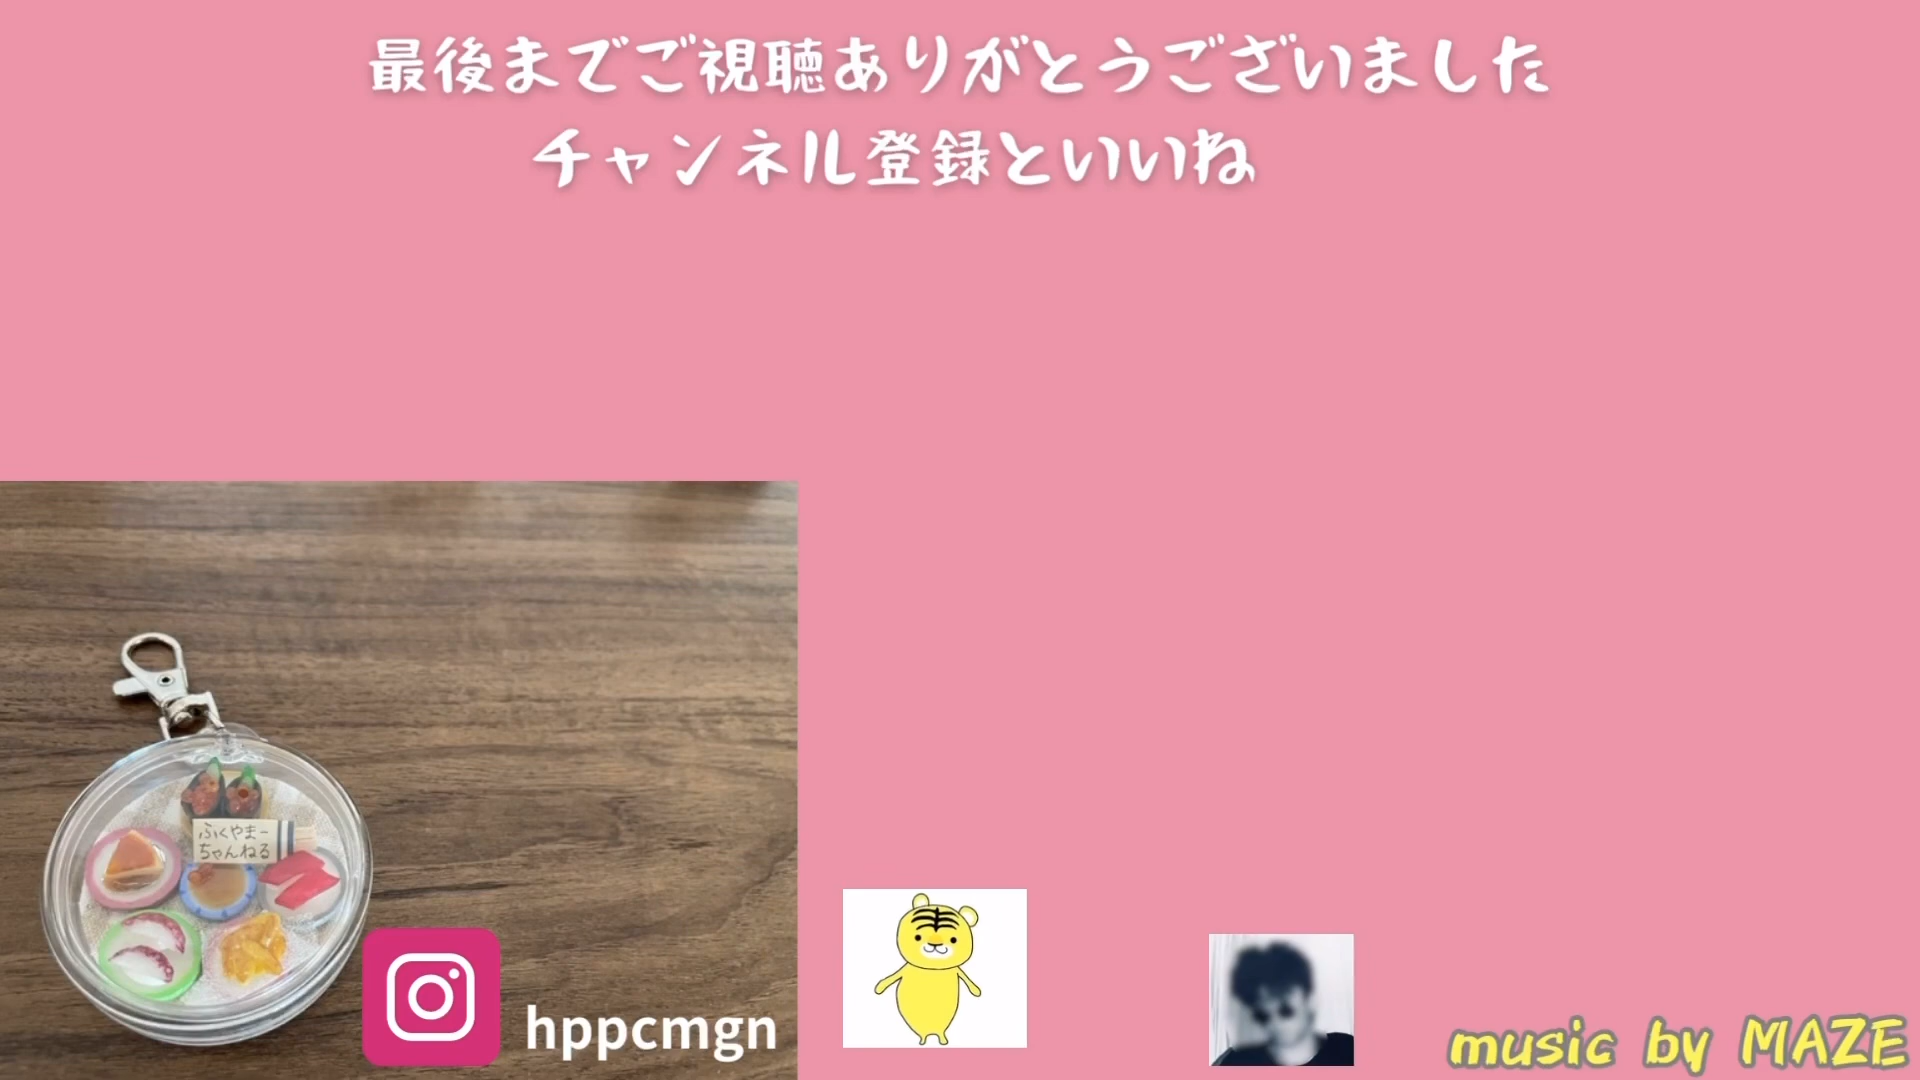 最後までご視聴ありがとうございました
チャンネル登録といいね
ふくやまー
ちゃんねる
hppcmgn
music by MAZE